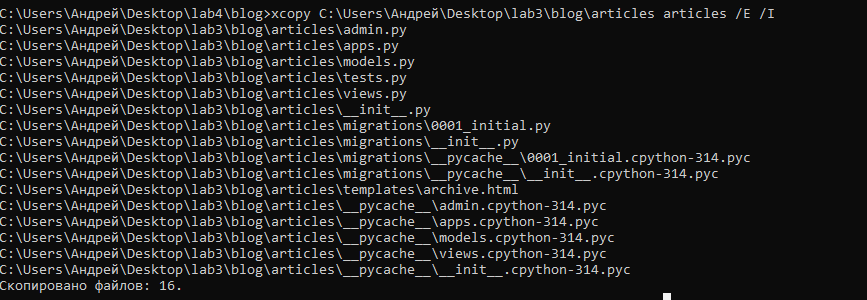 C:\Users\Андрей\Desktop\lab4\blog>xcopy C:\Users\Андрей\Desktop\lab3\blog\articles articles /E /I
C:\Users\Андрей\Desktop\lab3\blog\articles\admin.py
C:\Users\Андрей\Desktop\lab3\blog\articles\apps.py
C:\Users\Андрей\Desktop\lab3\blog\articles\models.py
C:\Users\Андрей\Desktop\lab3\blog\articles\tests.py
C:\Users\Андрей\Desktop\lab3\blog\articles\views.py
C:\Users\Андрей\Desktop\lab3\blog\articles\__init__.py
C:\Users\Андрей\Desktop\lab3\blog\articles\migrations\0001_initial.py
C:\Users\Андрей\Desktop\lab3\blog\articles\migrations\__init__.py
C:\Users\Андрей\Desktop\lab3\blog\articles\migrations\__pycache__\0001_initial.cpython-314.pyc
C:\Users\Андрей\Desktop\lab3\blog\articles\migrations\__pycache__\__init__.cpython-314.pyc
C:\Users\Андрей\Desktop\lab3\blog\articles\templates\archive.html
C:\Users\Андрей\Desktop\lab3\blog\articles\__pycache__\admin.cpython-314.pyc
C:\Users\Андрей\Desktop\lab3\blog\articles\__pycache__\apps.cpython-314.pyc
C:\Users\Андрей\Desktop\lab3\blog\articles\__pycache__\models.cpython-314.pyc
C:\Users\Андрей\Desktop\lab3\blog\articles\__pycache__\views.cpython-314.pyc
C:\Users\Андрей\Desktop\lab3\blog\articles\__pycache__\__init__.cpython-314.pyc
Скопировано файлов: 16.